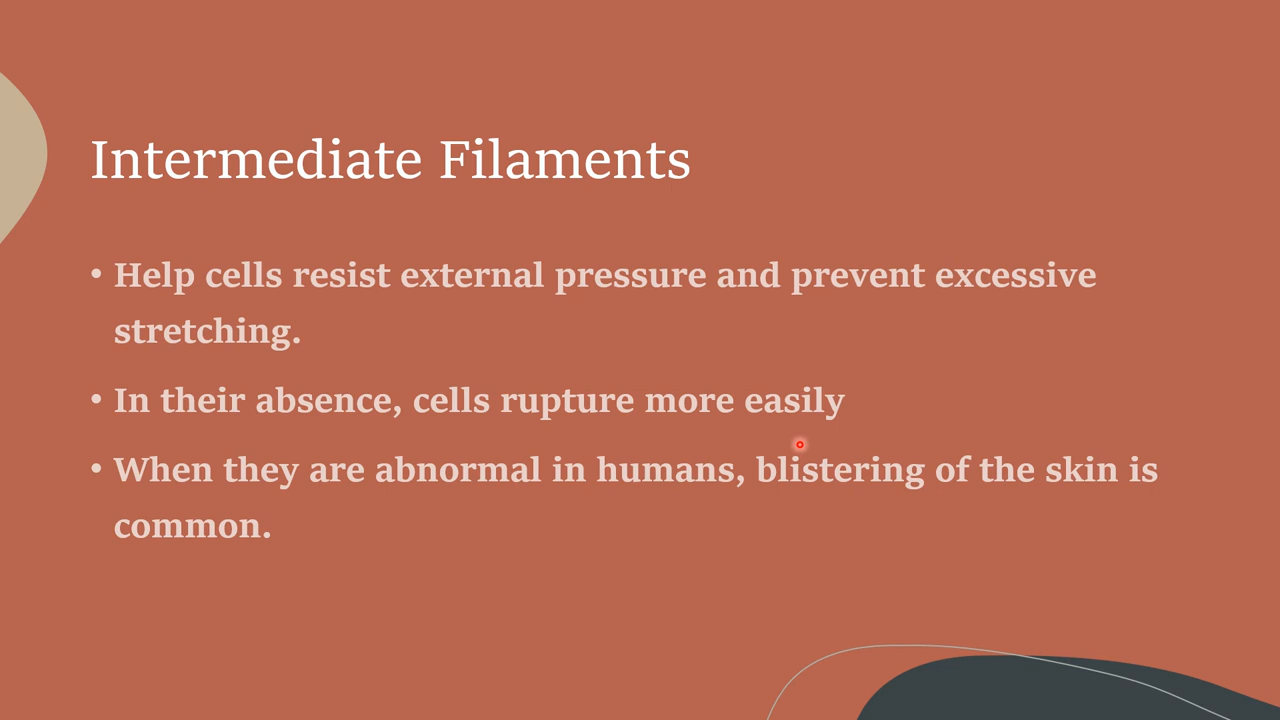 Intermediate Filaments
• Help cells resist external pressure and prevent excessive
stretching.
• In their absence, cells rupture more easily
• When they are abnormal in humans, blistering of the skin is
common.